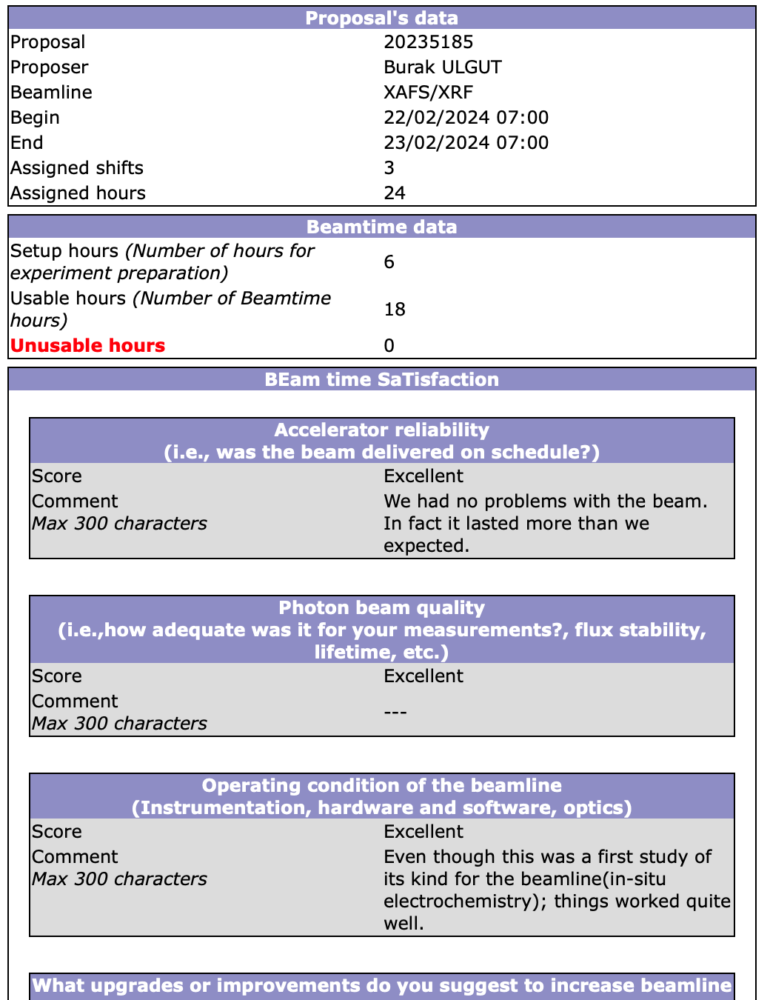 Proposal's data
Proposal 20235185
Proposer Burak ULGUT
Beamline XAFS/XRF
Begin 22/02/2024 07:00
End 23/02/2024 07:00
Assigned shifts 3
Assigned hours 24
Beamtime data
Setup hours (Number of hours for
experiment preparation) 6
Usable hours (Number of Beamtime
hours) 18
Unusable hours 0
BEam time SaTisfaction
Accelerator reliability
(i.e., was the beam delivered on schedule?)
Score Excellent
Comment We had no problems with the beam.
Max 300 characters In fact it lasted more than we
expected.
Photon beam quality
(i.e.,how adequate was it for your measurements?, flux stability,
lifetime, etc.)
Score Excellent
Comment
Max 300 characters ---
Operating condition of the beamline
(Instrumentation, hardware and software, optics)
Score Excellent
Comment Even though this was a first study of
Max 300 characters its kind for the beamline(in-situ
electrochemistry); things worked quite
well.
What upgrades or improvements do you suggest to increase beamline